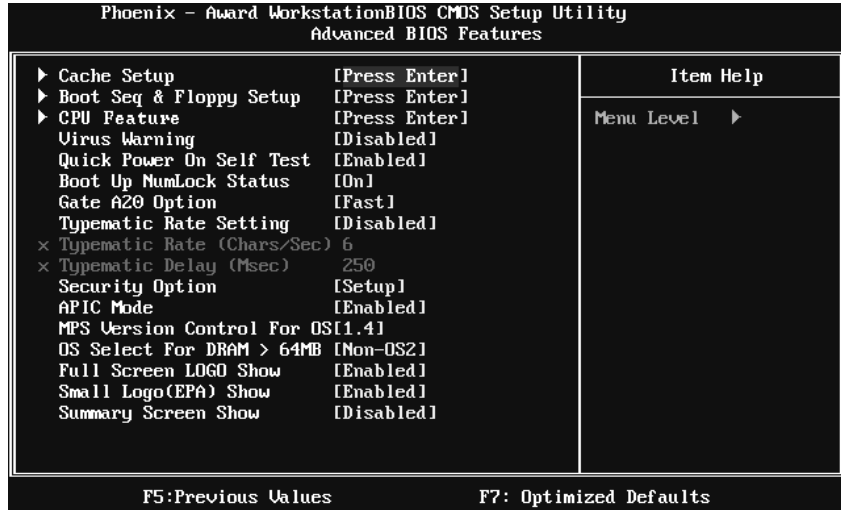 Phoenix - Award WorkstationBIOS CMOS Setup Utility
Advanced BIOS Features
Cache Setup [Press Enter]
Boot Seq & Floppy Setup [Press Enter]
CPU Feature [Press Enter]
Virus Warning [Disabled]
Quick Power On Self Test [Enabled]
Boot Up NumLock Status [On]
Gate A20 Option [Fast]
Typematic Rate Setting [Disabled]
x Typematic Rate (Chars/Sec) 6
x Typematic Delay (Msec) 250
Security Option [Setup]
APIC Mode [Enabled]
MPS Version Control For OS[1.4]
OS Select For DRAM > 64MB [Non-OS2]
Full Screen LOGO Show [Enabled]
Small Logo(EPA) Show [Enabled]
Summary Screen Show [Disabled]
Item Help
Menu Level
F5:Previous Values F7: Optimized Defaults